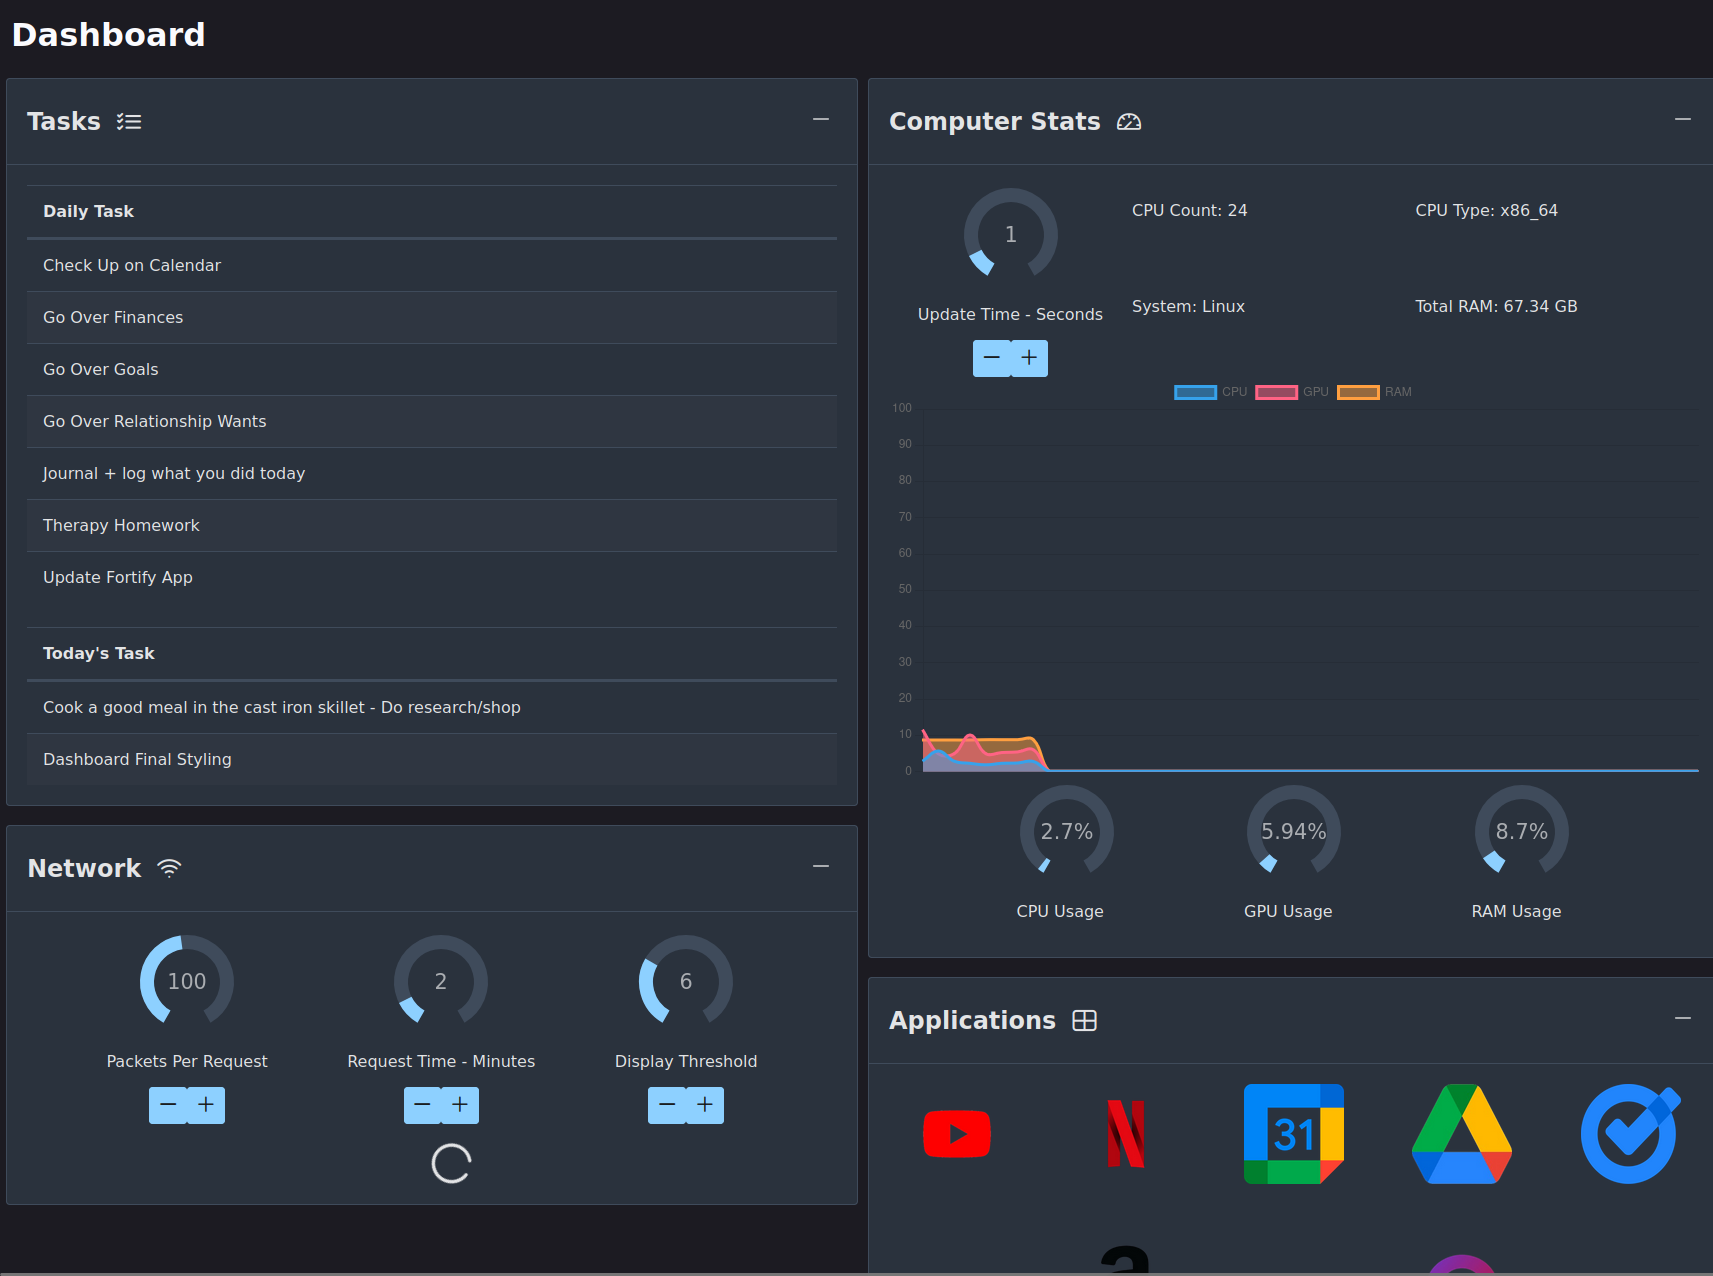 Dashboard
Tasks
Daily Task
Check Up on Calendar
Go Over Finances
Go Over Goals
Go Over Relationship Wants
Journal + log what you did today
Therapy Homework
Update Fortify App
Today's Task
Cook a good meal in the cast iron skillet - Do research/shop
Dashboard Final Styling
Network
100
2
6
Packets Per Request
Request Time - Minutes
Display Threshold
− +
− +
− +
Computer Stats
1
Update Time - Seconds
− +
CPU Count: 24
CPU Type: x86_64
System: Linux
Total RAM: 67.34 GB
CPU GPU RAM
100
90
80
70
60
50
40
30
20
10
0
2.7%
5.94%
8.7%
CPU Usage
GPU Usage
RAM Usage
Applications
N
31
a